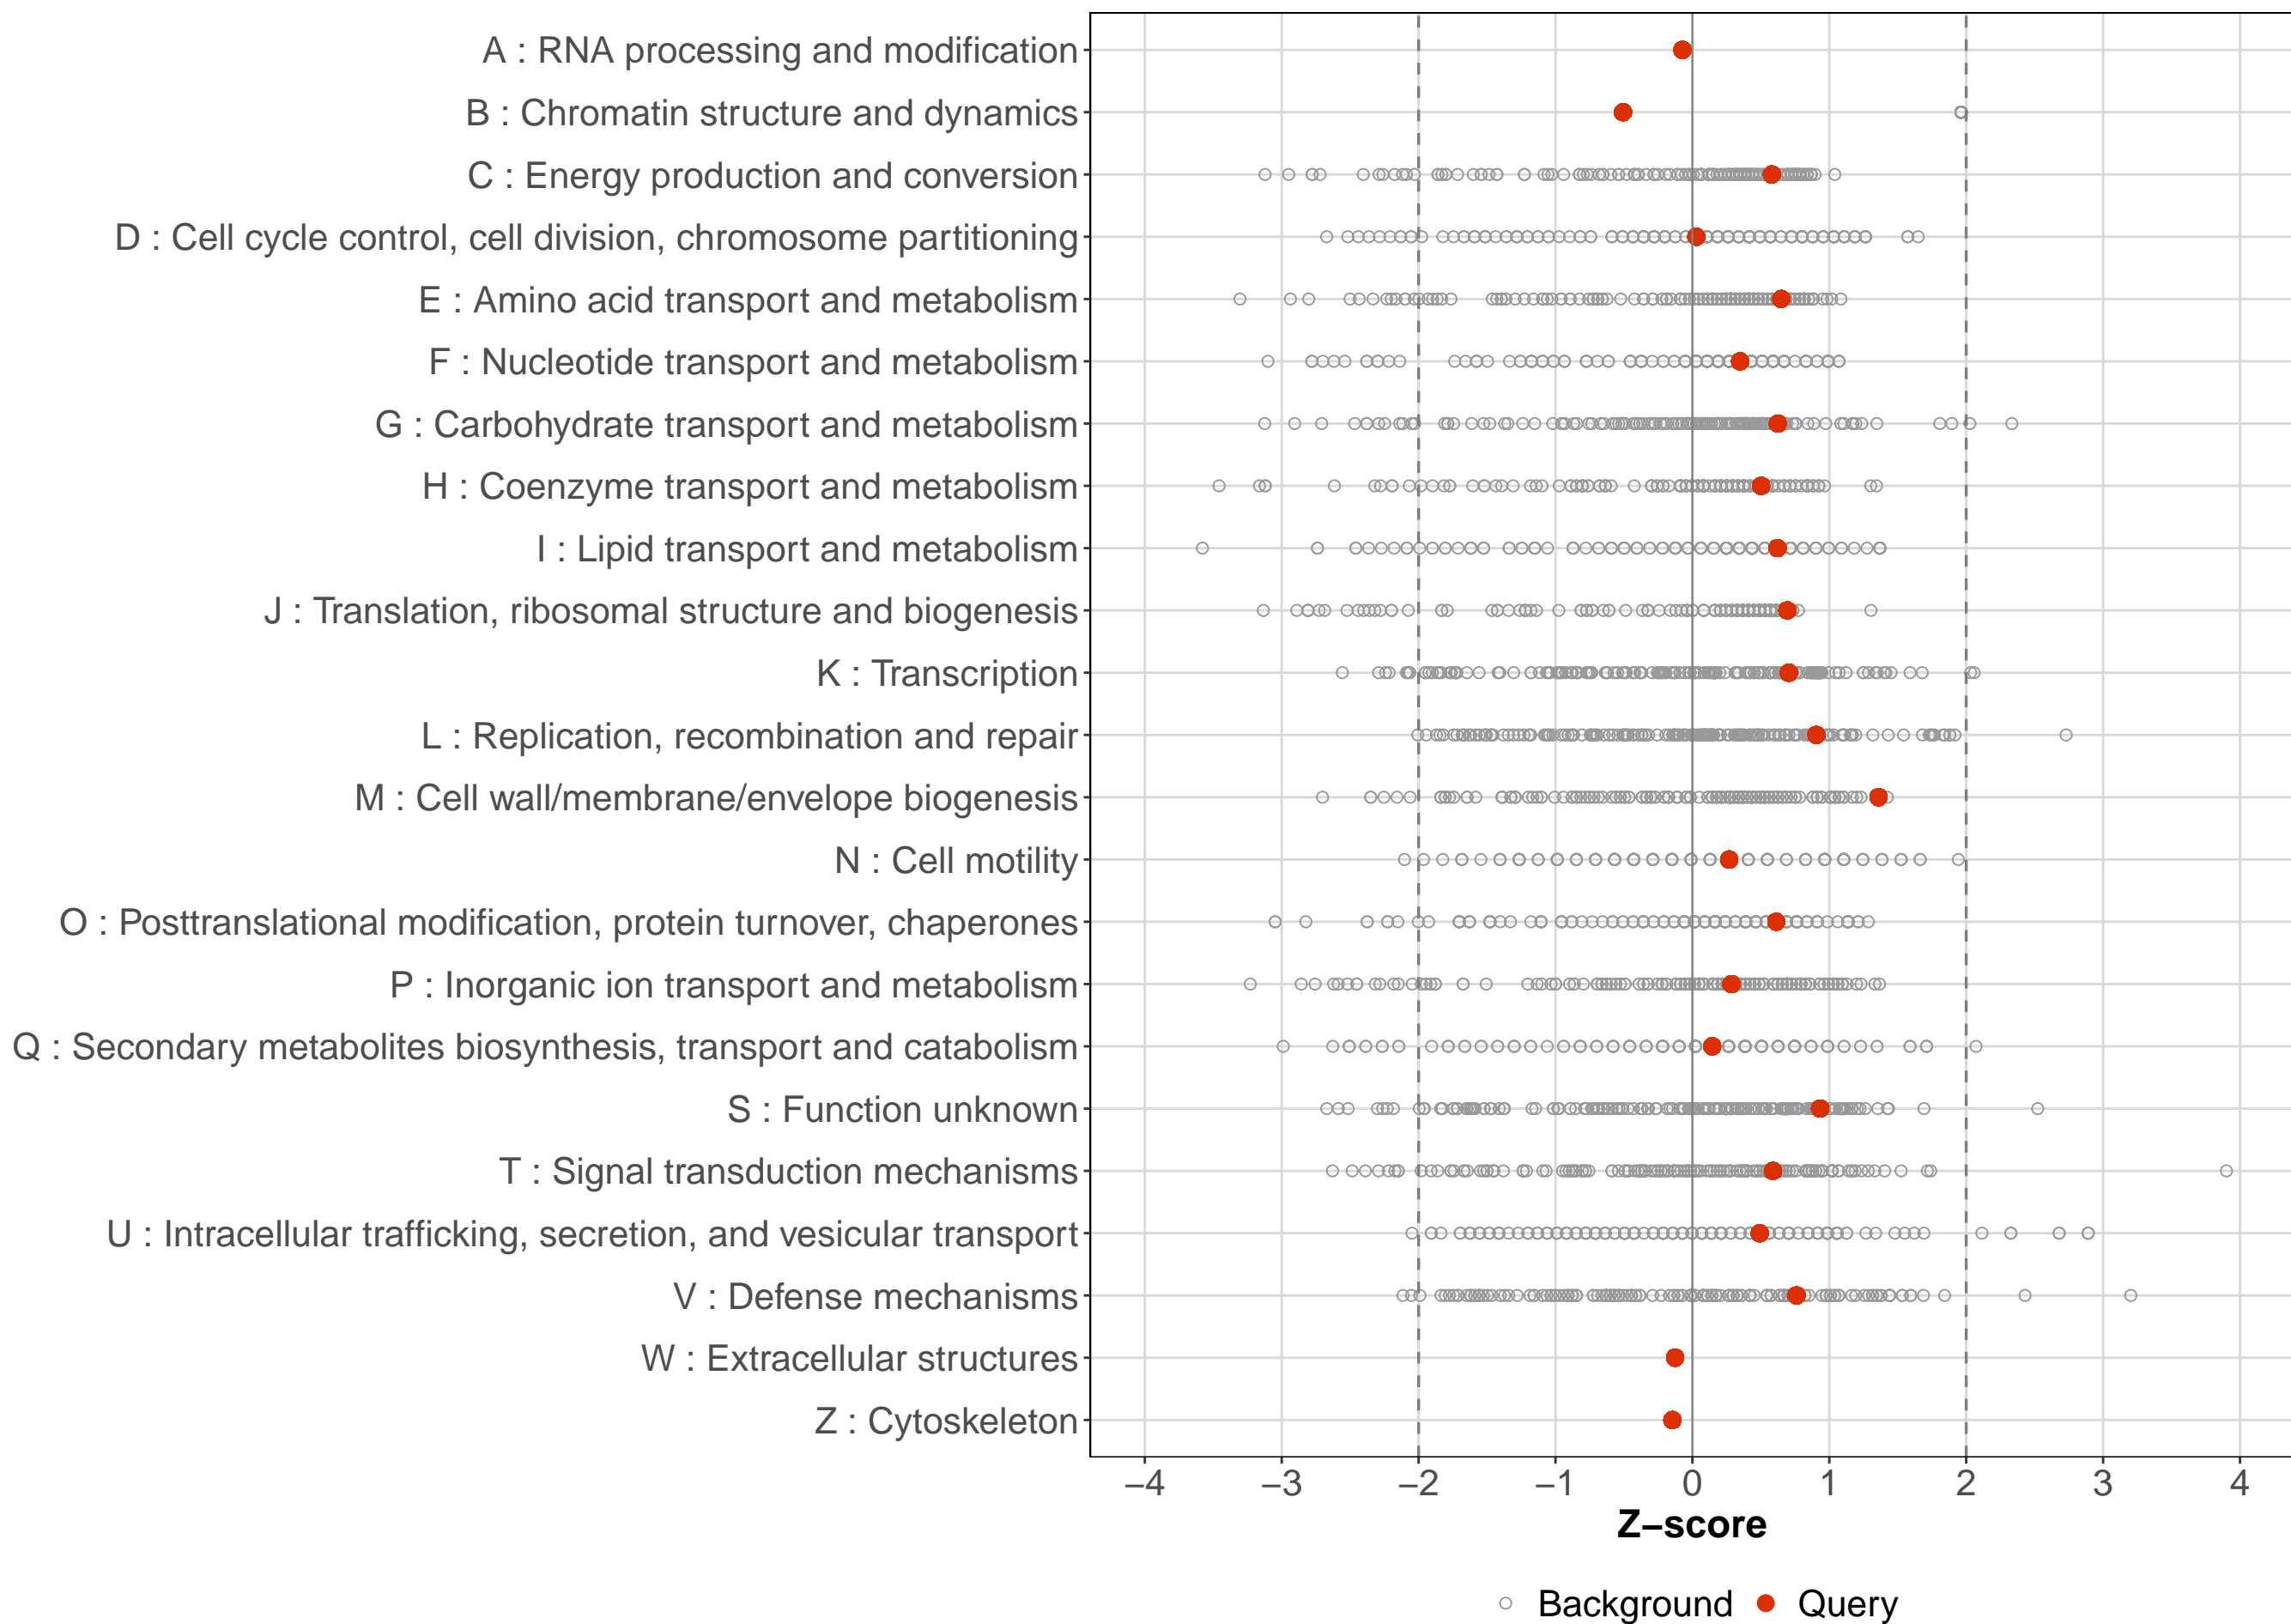 A : RNA processing and modification
B : Chromatin structure and dynamics
C : Energy production and conversion
D : Cell cycle control, cell division, chromosome partitioning
E : Amino acid transport and metabolism
F : Nucleotide transport and metabolism
G : Carbohydrate transport and metabolism
H : Coenzyme transport and metabolism
I : Lipid transport and metabolism
J : Translation, ribosomal structure and biogenesis
K : Transcription
L : Replication, recombination and repair
M : Cell wall/membrane/envelope biogenesis
N : Cell motility
O : Posttranslational modification, protein turnover, chaperones
P : Inorganic ion transport and metabolism
Q : Secondary metabolites biosynthesis, transport and catabolism
S : Function unknown
T : Signal transduction mechanisms
U : Intracellular trafficking, secretion, and vesicular transport
V : Defense mechanisms
W : Extracellular structures
Z : Cytoskeleton
−4 −3 −2 −1 0 1 2 3 4
Z−score
Background Query